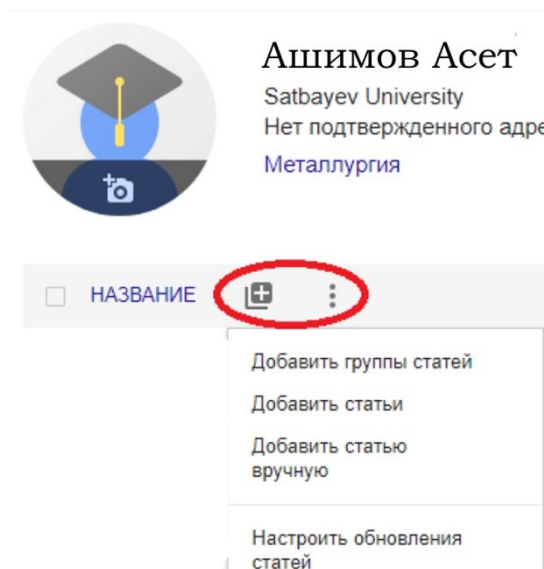 Ашимов Асет
Satbayev University
Нет подтвержденного адре
Металлургия
НАЗВАНИЕ
Добавить группы статей
Добавить статьи
Добавить статью
вручную
Настроить обновления
статей